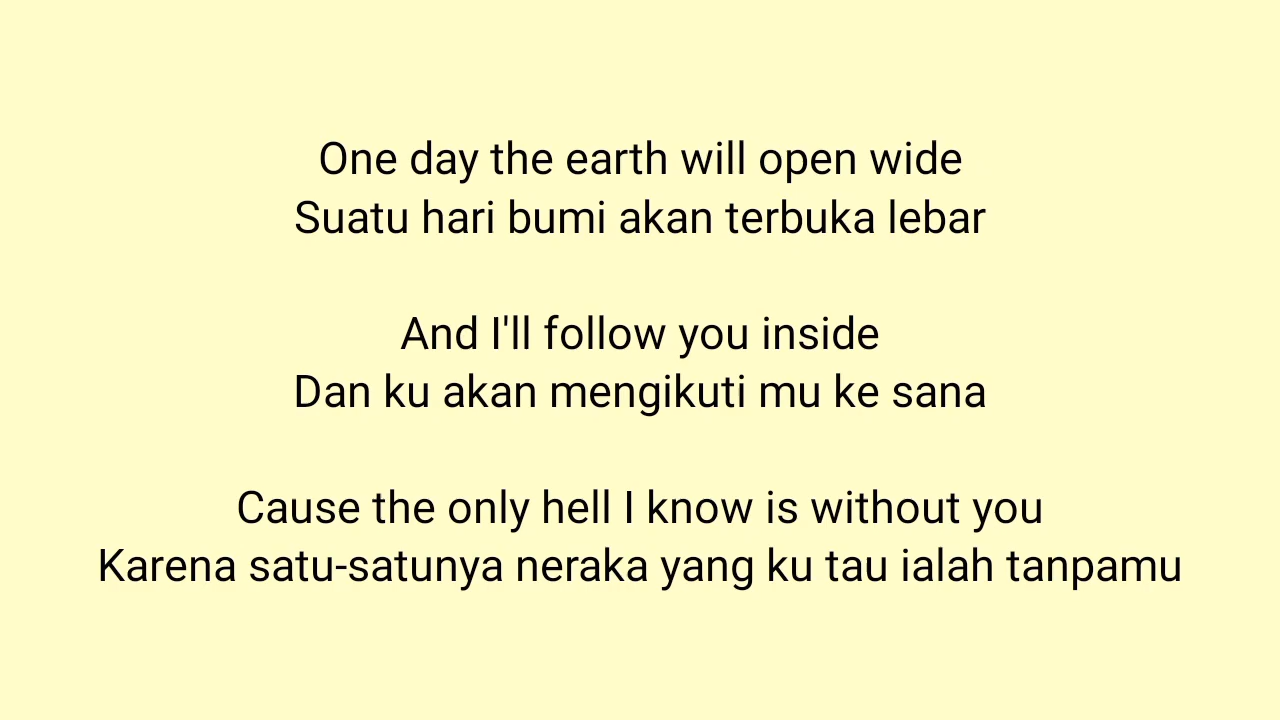 One day the earth will open wide
Suatu hari bumi akan terbuka lebar
And I'll follow you inside
Dan ku akan mengikuti mu ke sana
Cause the only hell I know is without you
Karena satu-satunya neraka yang ku tau ialah tanpamu